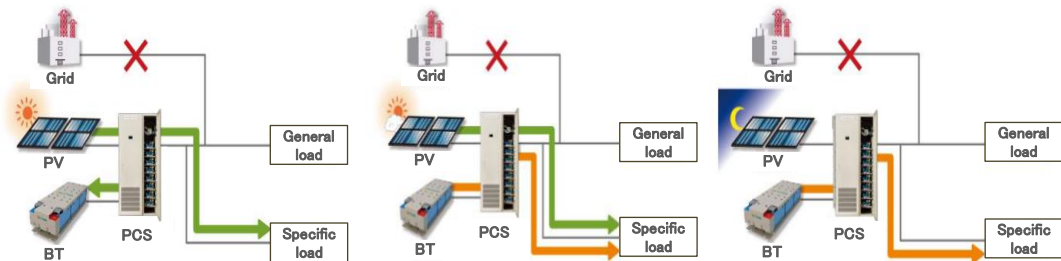 Grid
General
load
PV
BT
PCS
Specific
load
Grid
General
load
PV
BT
PCS
Specific
load
Grid
General
load
PV
BT
PCS
Specific
load